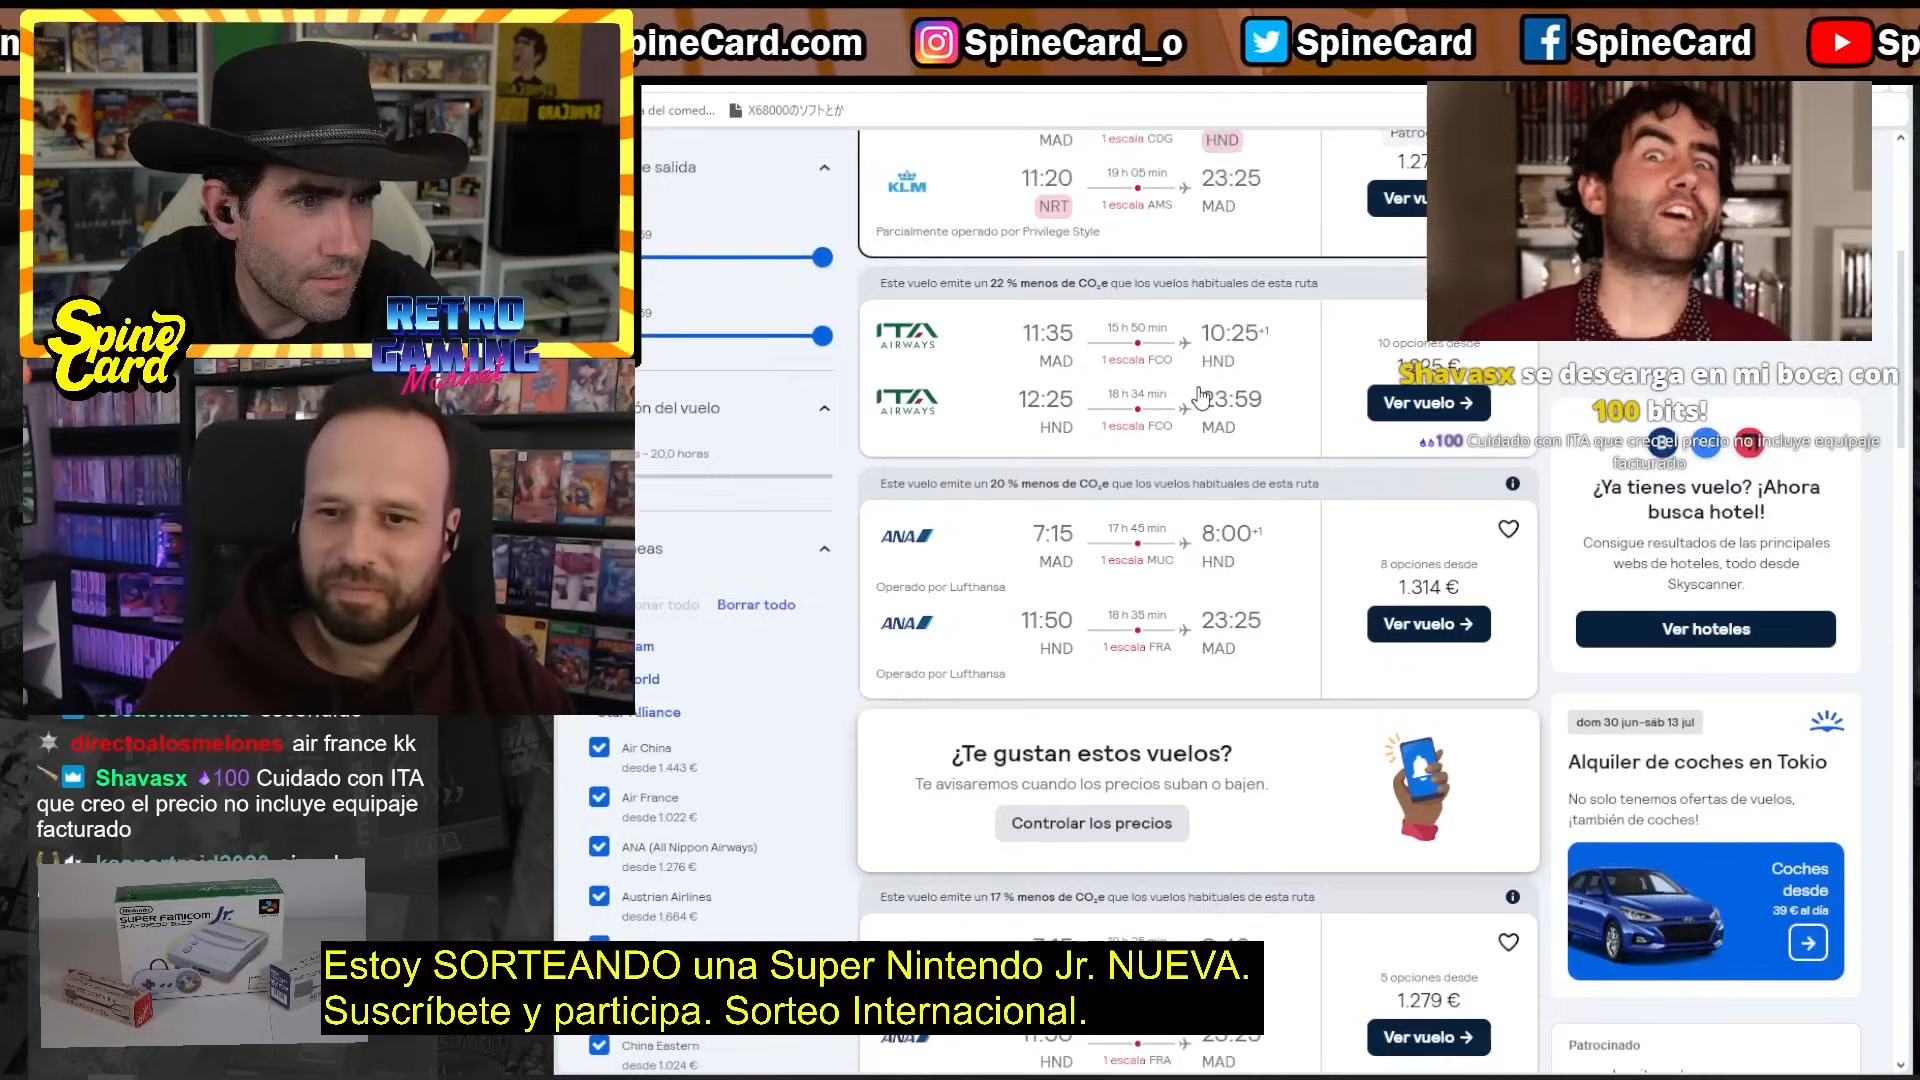 SpineCard.com
SpineCard_o
SpineCard
SpineCard
Sp
a del comed...
X68000のソフトとか
Spine Card
RETRO GAMING Market
e salida
59
59
ón del vuelo
s - 20,0 horas
eas
onar todo
Borrar todo
am
orld
Star Alliance
Air China
desde 1.443 €
Air France
desde 1.022 €
ANA (All Nippon Airways)
desde 1.276 €
Austrian Airlines
desde 1.664 €
China Eastern
desde 1.024 €
MAD
1 escala CDG
HND
KLM
11:20
19 h 05 min
23:25
NRT
1 escala AMS
MAD
Parcialmente operado por Privilege Style
Patro
1.27
Ver vu
Este vuelo emite un 22 % menos de CO₂e que los vuelos habituales de esta ruta
ITA AIRWAYS
11:35
15 h 50 min
10:25+1
MAD
1 escala FCO
HND
ITA AIRWAYS
12:25
18 h 34 min
23:59
HND
1 escala FCO
MAD
10 opciones desde
Ver vuelo →
Shavasx se descarga en mi boca con
100 bits!
100 Cuidado con ITA que creo el precio no incluye equipaje
facturado
Este vuelo emite un 20 % menos de CO₂e que los vuelos habituales de esta ruta
ANA
7:15
17 h 45 min
8:00+1
MAD
1 escala MUC
HND
Operado por Lufthansa
ANA
11:50
18 h 35 min
23:25
HND
1 escala FRA
MAD
Operado por Lufthansa
8 opciones desde
1.314 €
Ver vuelo →
¿Te gustan estos vuelos?
Te avisaremos cuando los precios suban o bajen.
Controlar los precios
Este vuelo emite un 17 % menos de CO₂e que los vuelos habituales de esta ruta
5 opciones desde
1.279 €
Ver vuelo →
ANA
HND
1 escala FRA
MAD
¿Ya tienes vuelo? ¡Ahora
busca hotel!
Consigue resultados de las principales
webs de hoteles, todo desde
Skyscanner.
Ver hoteles
dom 30 jun-sáb 13 jul
Alquiler de coches en Tokio
No solo tenemos ofertas de vuelos,
¡también de coches!
Coches
desde
39 € al día
Patrocinado
directoalosmelones air france kk
Shavasx 100 Cuidado con ITA
que creo el precio no incluye equipaje
facturado
Nintendo
SUPER FAMICOM Jr.
Estoy SORTEANDO una Super Nintendo Jr. NUEVA.
Suscríbete y participa. Sorteo Internacional.